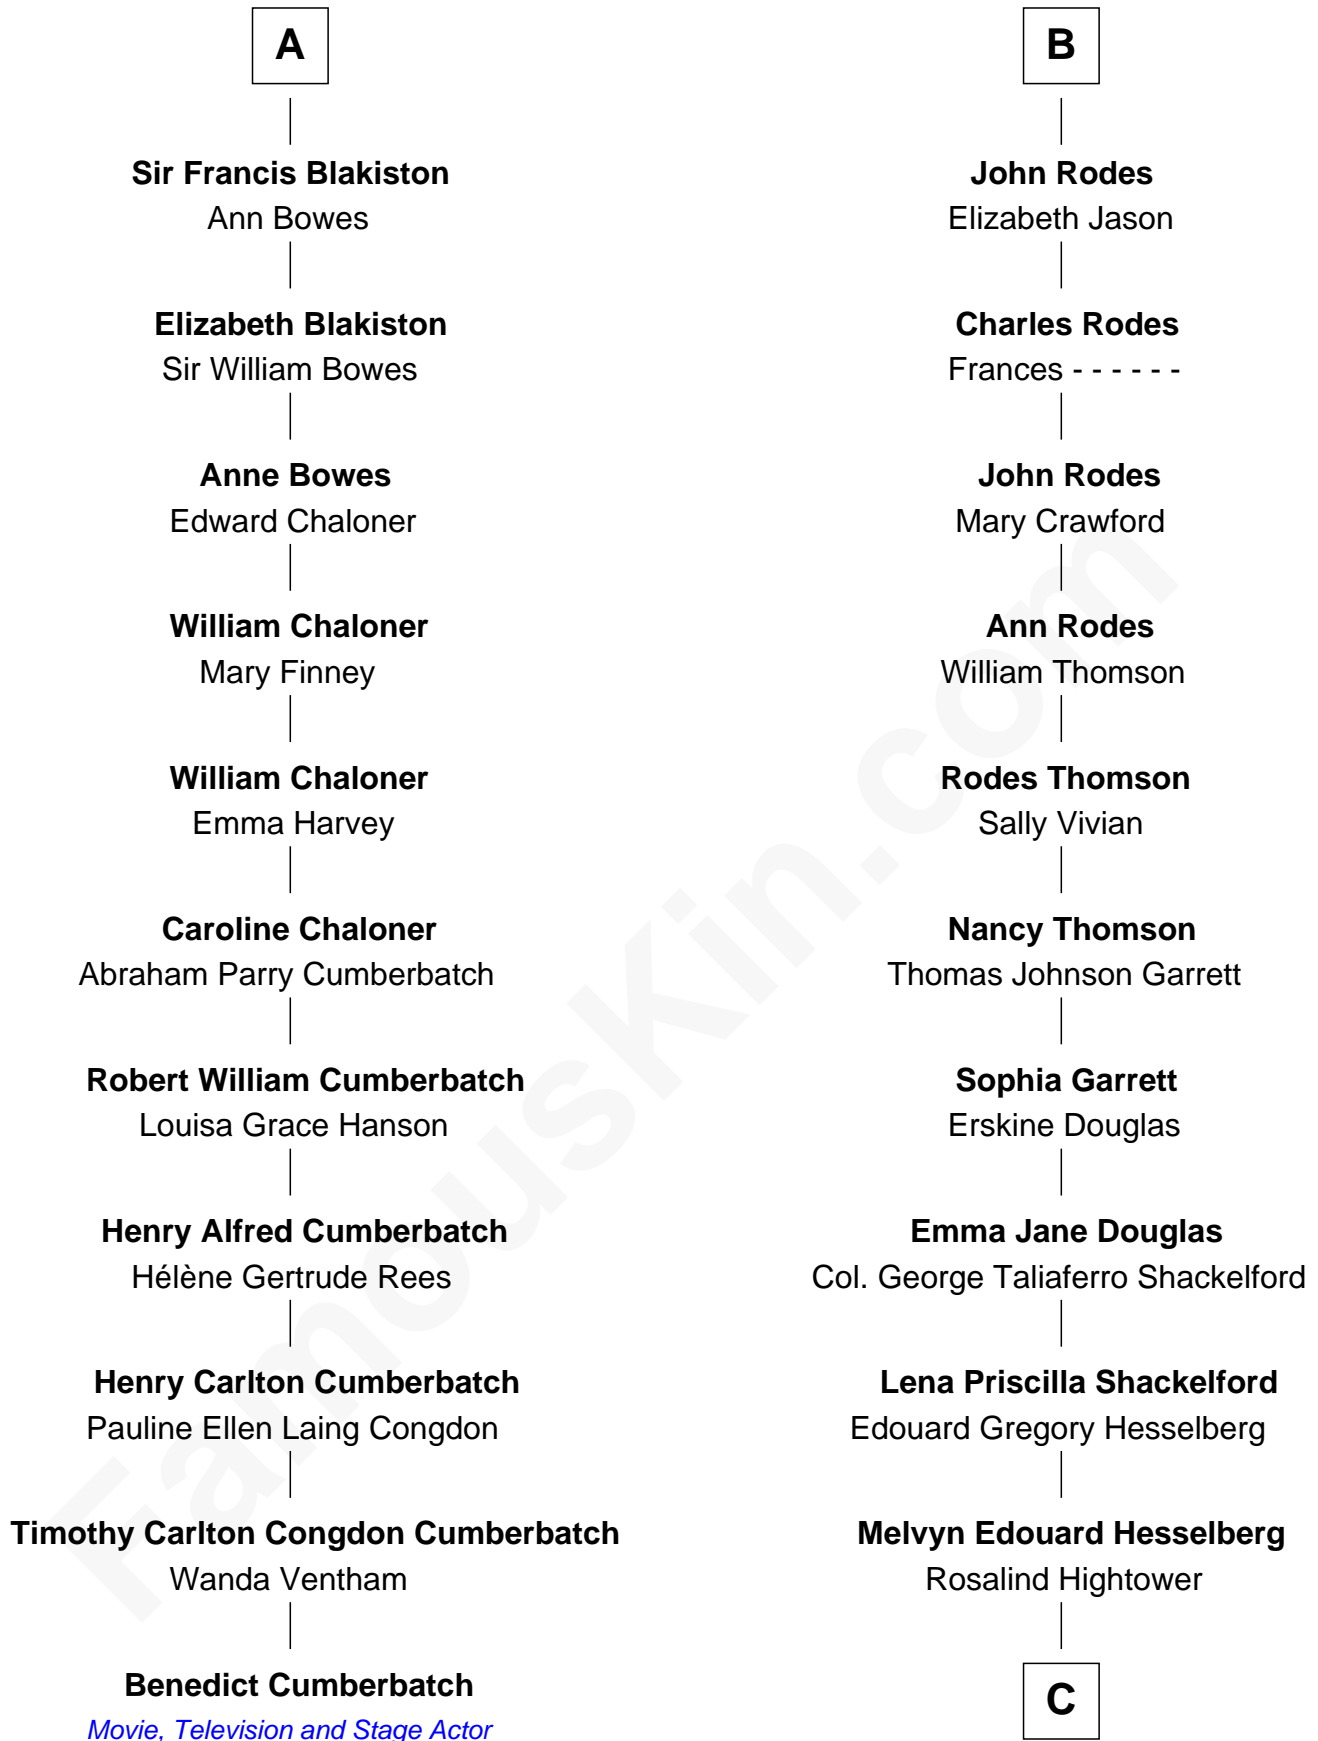 A
Sir Francis Blakiston
Ann Bowes
Elizabeth Blakiston
Sir William Bowes
Anne Bowes
Edward Chaloner
William Chaloner
Mary Finney
William Chaloner
Emma Harvey
Caroline Chaloner
Abraham Parry Cumberbatch
Robert William Cumberbatch
Louisa Grace Hanson
Henry Alfred Cumberbatch
Hélène Gertrude Rees
Henry Carlton Cumberbatch
Pauline Ellen Laing Congdon
Timothy Carlton Congdon Cumberbatch
Wanda Ventham
Benedict Cumberbatch
Movie, Television and Stage Actor
B
John Rodes
Elizabeth Jason
Charles Rodes
Frances - - - - - -
John Rodes
Mary Crawford
Ann Rodes
William Thomson
Rodes Thomson
Sally Vivian
Nancy Thomson
Thomas Johnson Garrett
Sophia Garrett
Erskine Douglas
Emma Jane Douglas
Col. George Taliaferro Shackelford
Lena Priscilla Shackelford
Edouard Gregory Hesselberg
Melvyn Edouard Hesselberg
Rosalind Hightower
C
FamousKin.com